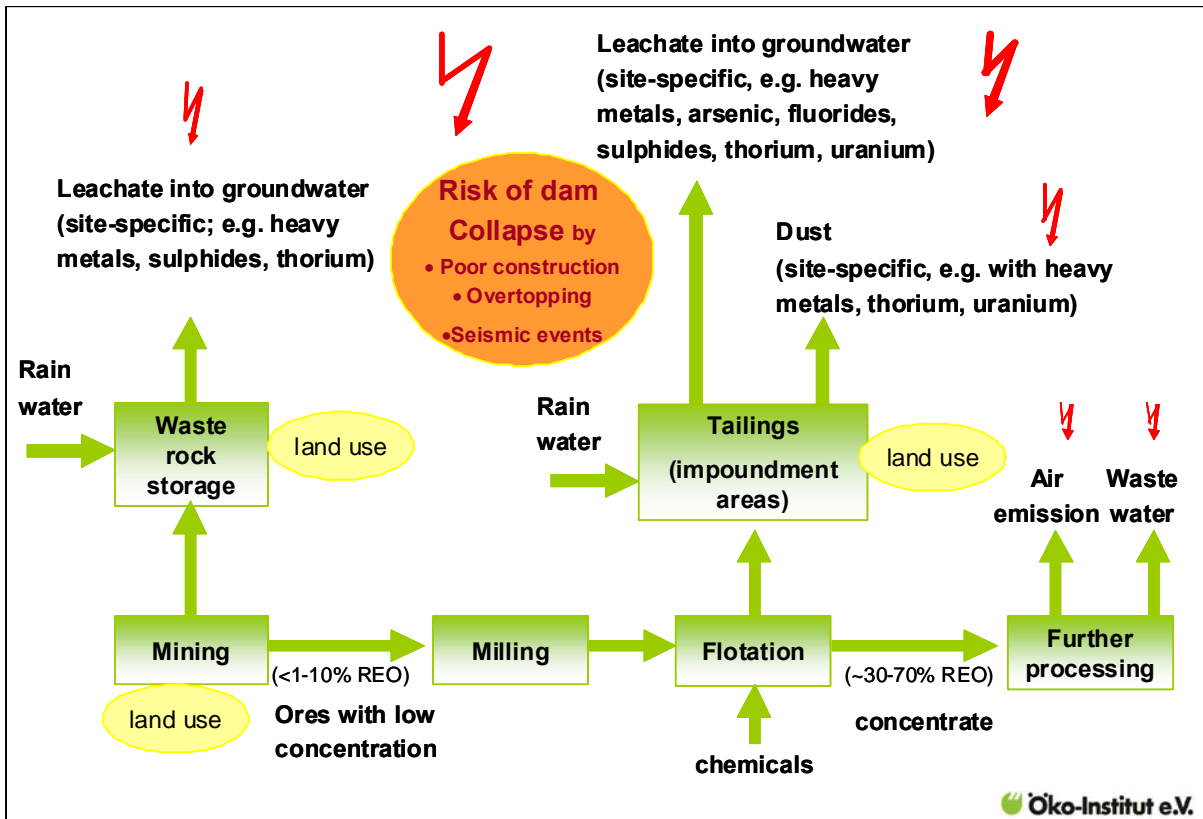 Leachate into groundwater
(site-specific, e.g. heavy
metals, arsenic, fluorides,
sulphides, thorium, uranium)
Leachate into groundwater
(site-specific; e.g. heavy
metals, sulphides, thorium)
Risk of dam
Collapse by
• Poor construction
• Overtopping
•Seismic events
Dust
(site-specific, e.g. with heavy
metals, thorium, uranium)
Rain
water
Waste
rock
storage
land use
Rain
water
Tailings
(impoundment
areas)
land use
Air
emission
Waste
water
Mining
land use
(<1-10% REO)
Ores with low
concentration
Milling
Flotation
chemicals
(~30-70% REO)
concentrate
Further
processing
Öko-Institut e.V.